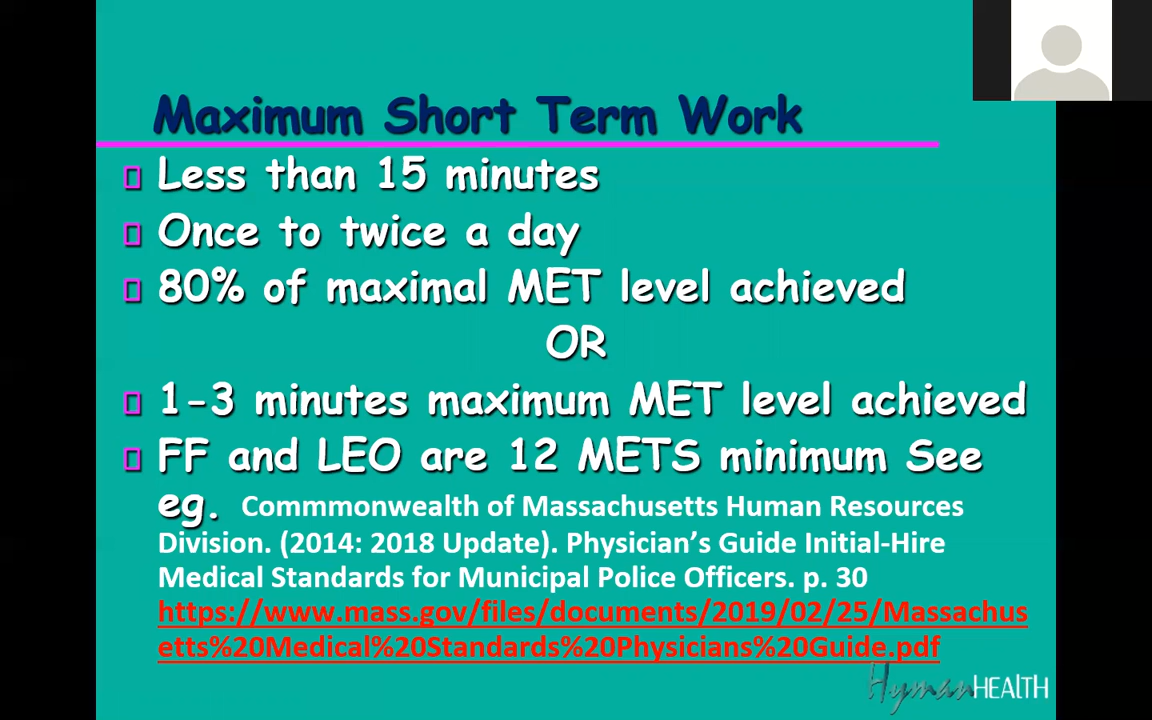 Maximum Short Term Work
Less than 15 minutes
Once to twice a day
80% of maximal MET level achieved
OR
1-3 minutes maximum MET level achieved
FF and LEO are 12 METS minimum See
eg. Commmonwealth of Massachusetts Human Resources
Division. (2014: 2018 Update). Physician's Guide Initial-Hire
Medical Standards for Municipal Police Officers. p. 30
https://www.mass.gov/files/documents/2019/02/25/Massachus
etts%20Medical%20Standards%20Physicians%20Guide.pdf
HymanHEALTH